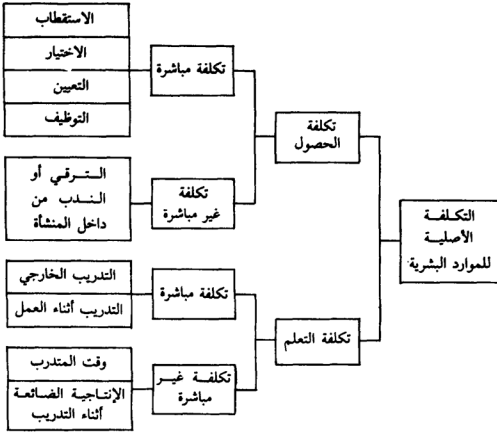 التكلفة
الأصلية
للموارد البشرية
تكلفة
الحصول
تكلفة مباشرة
الاستقطاب
الاختيار
التعيين
التوظيف
تكلفة
غير مباشرة
الترقي أو
الندب من
داخل المنشأة
تكلفة التعلم
تكلفة مباشرة
التدريب الخارجي
التدريب أثناء العمل
تكلفة غير
مباشرة
وقت المتدرب
الإنتاجية الضائعة
أثناء التدريب